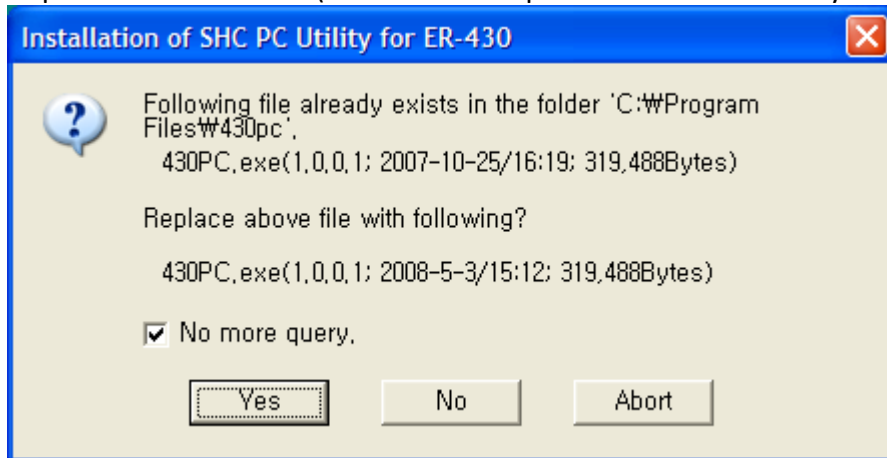 Installation of SHC PC Utility for ER-430
Following file already exists in the folder 'C:₩Program
Files₩430pc'.
430PC.exe(1.0.0.1; 2007-10-25/16:19; 319,488Bytes)
Replace above file with following?
430PC.exe(1.0.0.1; 2008-5-3/15:12; 319,488Bytes)
No more query.
Yes No Abort